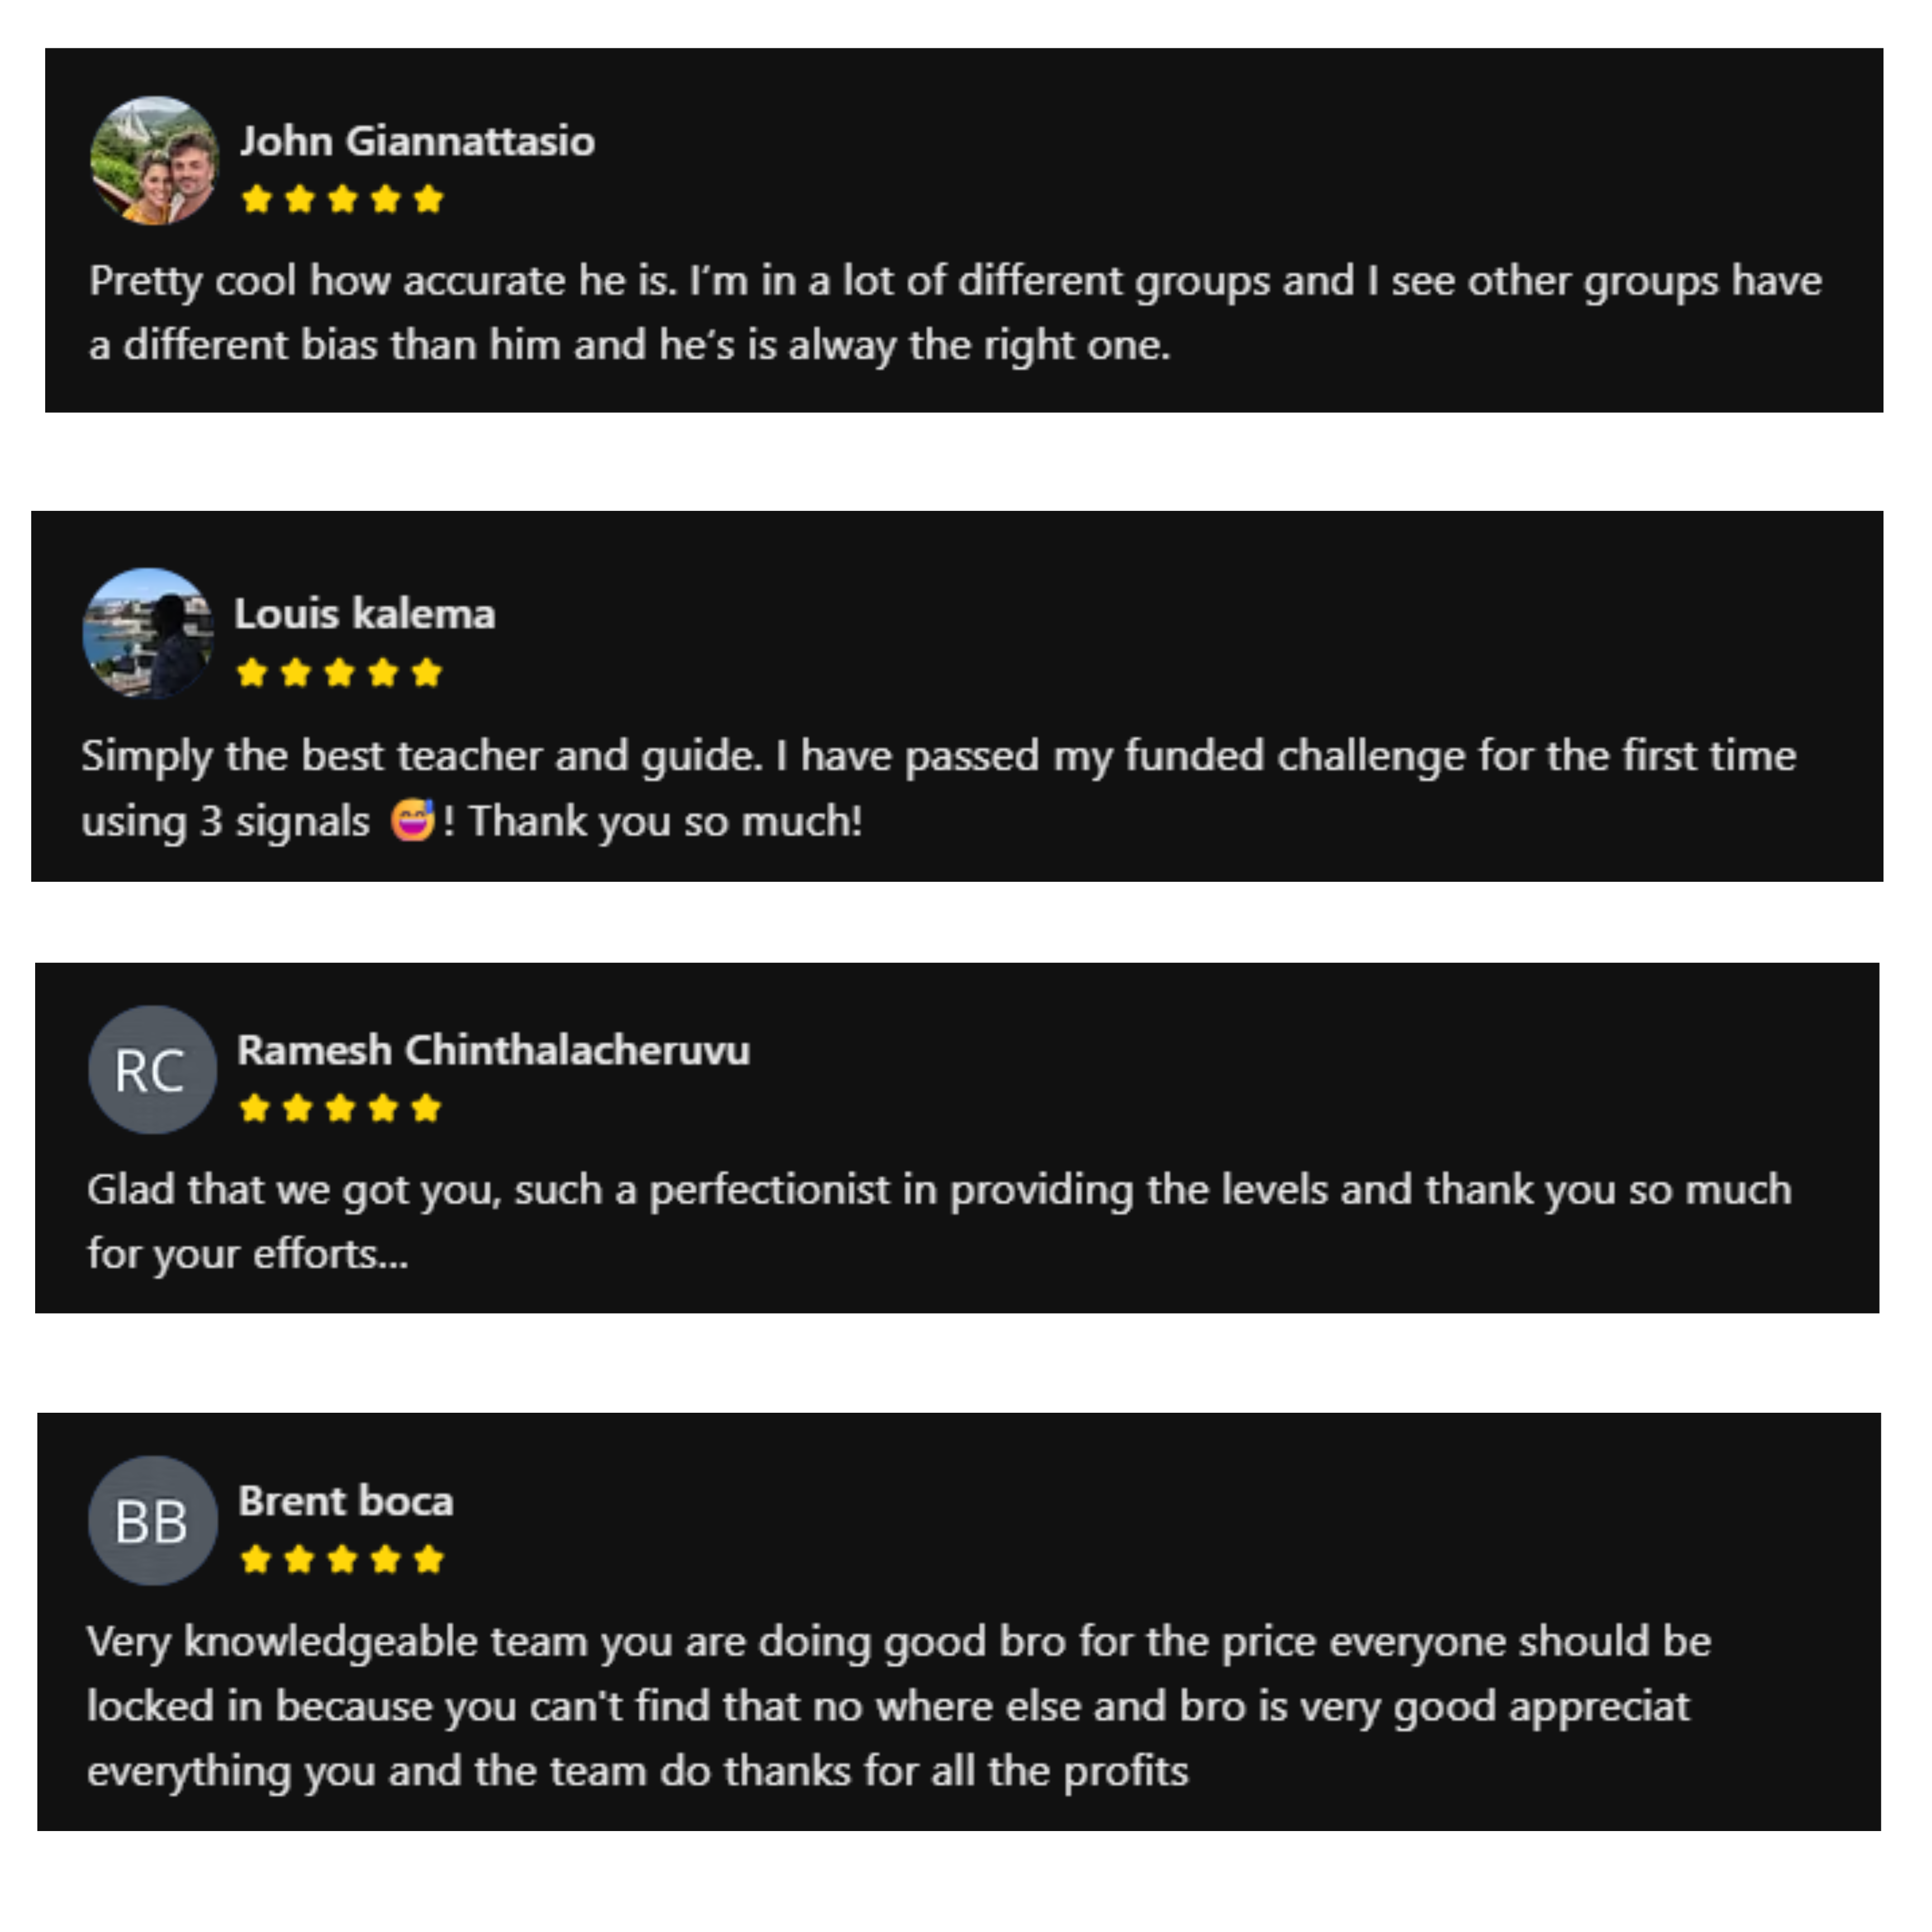 John Giannattasio
Pretty cool how accurate he is. I’m in a lot of different groups and I see other groups have
a different bias than him and he’s is alway the right one.
Louis kalema
Simply the best teacher and guide. I have passed my funded challenge for the first time
using 3 signals 😅! Thank you so much!
RC
Ramesh Chinthalacheruvu
Glad that we got you, such a perfectionist in providing the levels and thank you so much
for your efforts...
BB
Brent boca
Very knowledgeable team you are doing good bro for the price everyone should be
locked in because you can't find that no where else and bro is very good appreciat
everything you and the team do thanks for all the profits